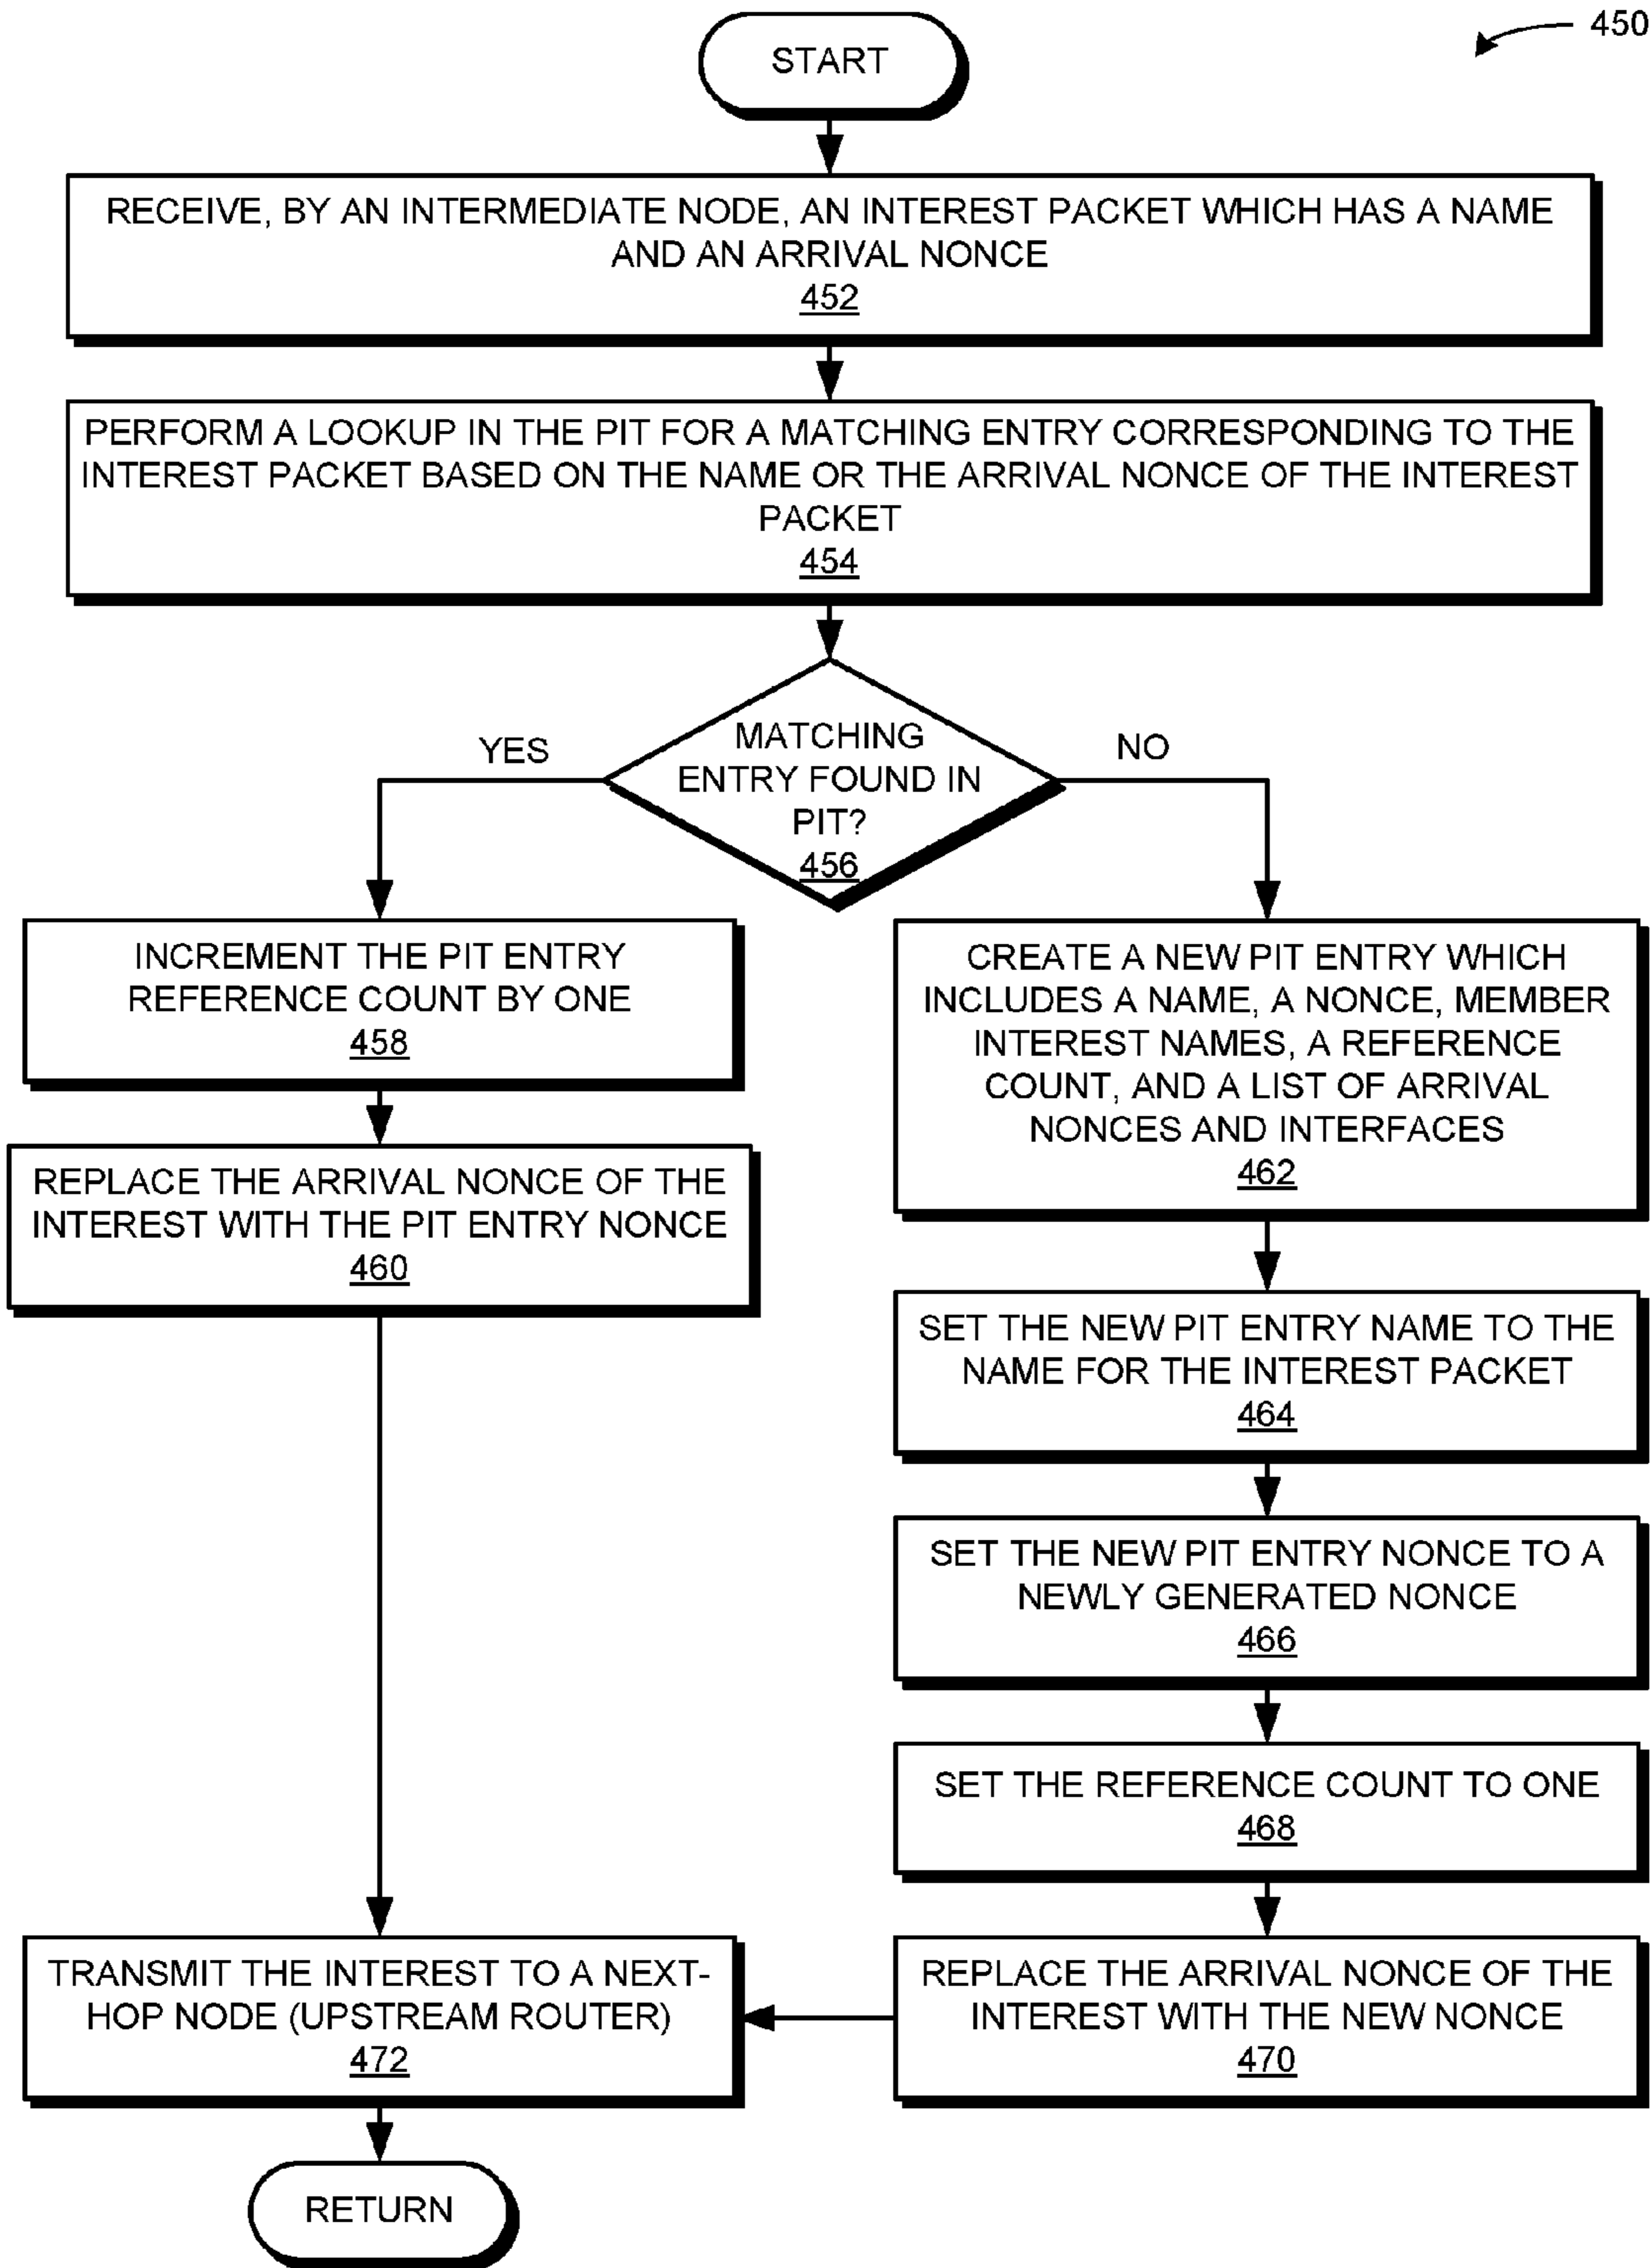 450
START
RECEIVE, BY AN INTERMEDIATE NODE, AN INTEREST PACKET WHICH HAS A NAME
AND AN ARRIVAL NONCE
452
PERFORM A LOOKUP IN THE PIT FOR A MATCHING ENTRY CORRESPONDING TO THE
INTEREST PACKET BASED ON THE NAME OR THE ARRIVAL NONCE OF THE INTEREST
PACKET
454
MATCHING
ENTRY FOUND IN
PIT?
456
YES
NO
INCREMENT THE PIT ENTRY
REFERENCE COUNT BY ONE
458
REPLACE THE ARRIVAL NONCE OF THE
INTEREST WITH THE PIT ENTRY NONCE
460
CREATE A NEW PIT ENTRY WHICH
INCLUDES A NAME, A NONCE, MEMBER
INTEREST NAMES, A REFERENCE
COUNT, AND A LIST OF ARRIVAL
NONCES AND INTERFACES
462
SET THE NEW PIT ENTRY NAME TO THE
NAME FOR THE INTEREST PACKET
464
SET THE NEW PIT ENTRY NONCE TO A
NEWLY GENERATED NONCE
466
SET THE REFERENCE COUNT TO ONE
468
REPLACE THE ARRIVAL NONCE OF THE
INTEREST WITH THE NEW NONCE
470
TRANSMIT THE INTEREST TO A NEXT-
HOP NODE (UPSTREAM ROUTER)
472
RETURN